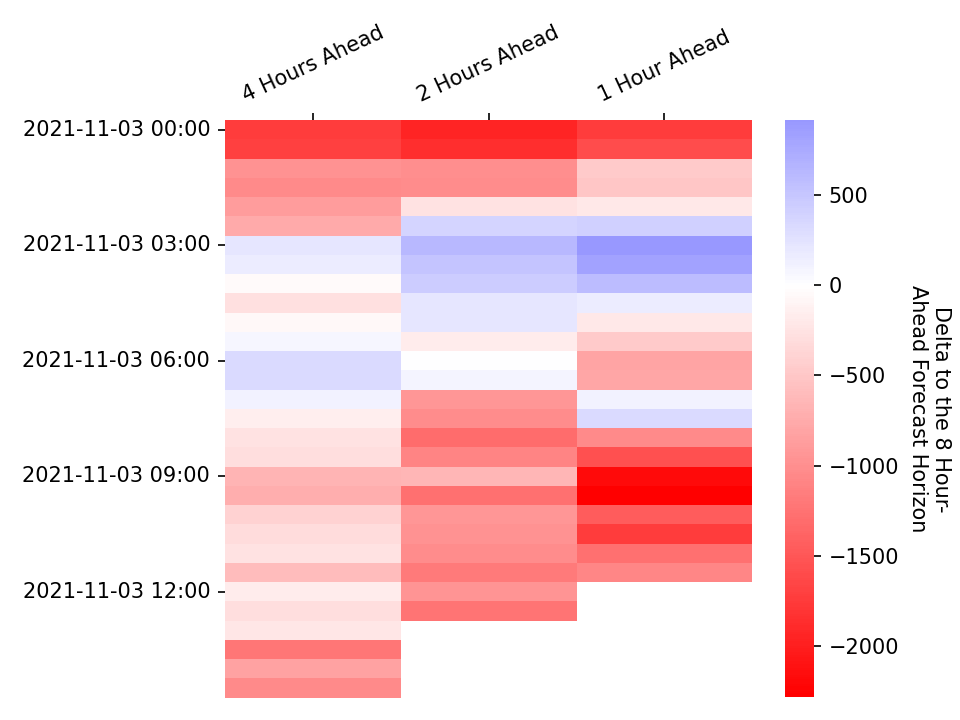 4 Hours Ahead
2 Hours Ahead
1 Hour Ahead
2021-11-03 00:00
2021-11-03 03:00
2021-11-03 06:00
2021-11-03 09:00
2021-11-03 12:00
500
0
−500
−1000
−1500
−2000
Delta to the 8 Hour-
Ahead Forecast Horizon